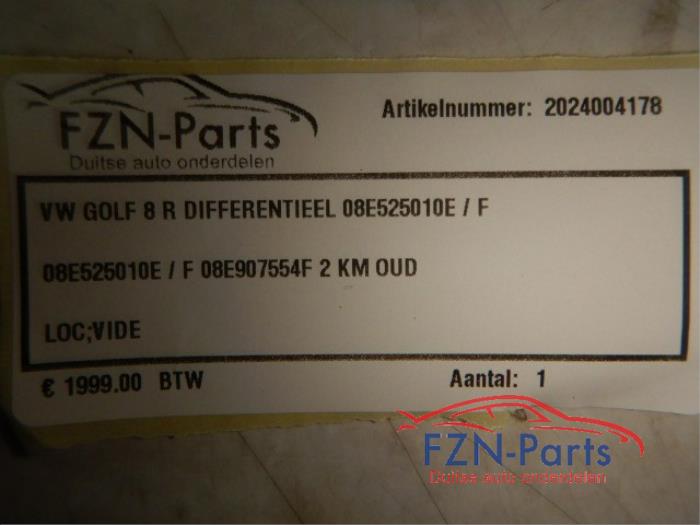 FZN-Parts
Duitse auto onderdelen
Artikelnummer: 2024004178
VW GOLF 8 R DIFFERENTIEEL 08E525010E / F
08E525010E / F 08E907554F 2 KM OUD
LOC;VIDE
€ 1999.00 BTW
Aantal: 1
FZN-Parts
Duitse auto onderdelen